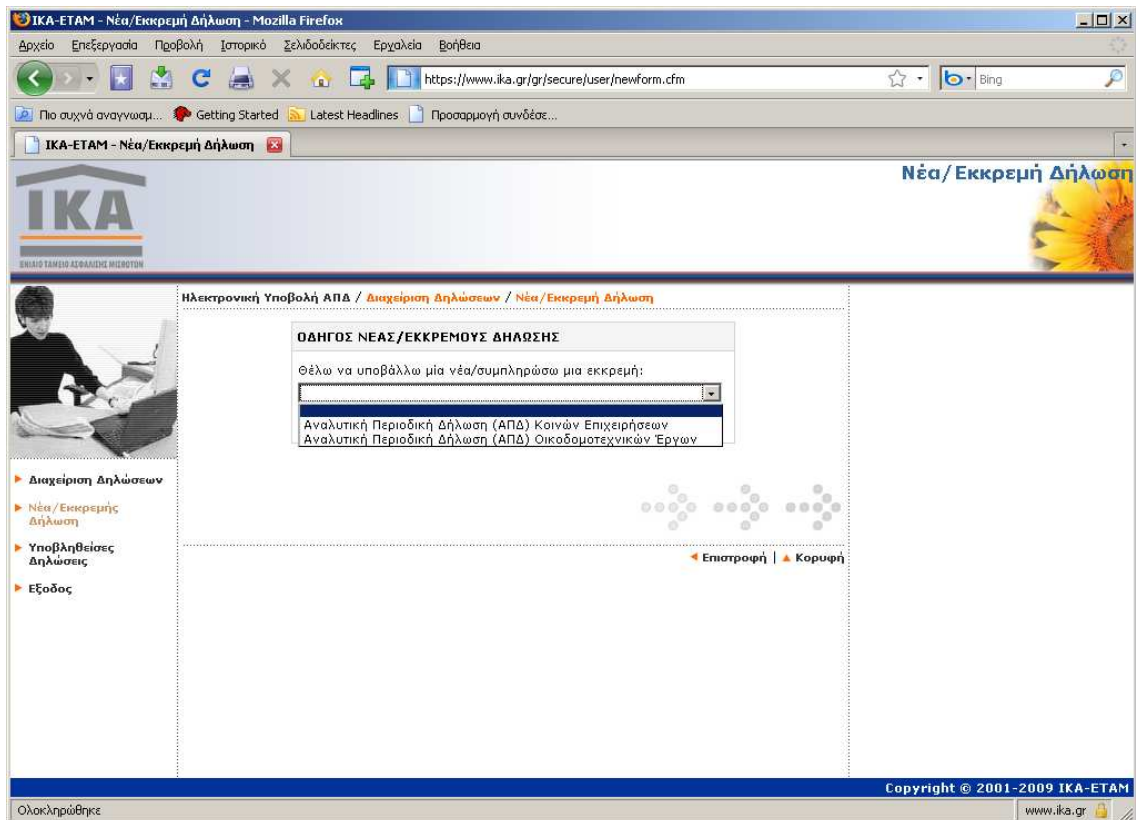 ΙΚΑ-ΕΤΑΜ - Νέα/Εκκρεμή Δήλωση - Mozilla Firefox
Αρχείο Επεξεργασία Προβολή Ιστορικό Σελιδοδείκτες Εργαλεία Βοήθεια
https://www.ika.gr/gr/secure/user/newform.cfm
Bing
Πιο συχνά αναγνωσμ... Getting Started Latest Headlines Προσαρμογή συνδέσε...
ΙΚΑ-ΕΤΑΜ - Νέα/Εκκρεμή Δήλωση
Νέα/Εκκρεμή Δήλωση
ΙΚΑ
ΕΝΙΑΙΟ ΤΑΜΕΙΟ ΑΣΦΑΛΙΣΗΣ ΜΙΣΘΩΤΩΝ
Ηλεκτρονική Υποβολή ΑΠΔ / Διαχείριση Δηλώσεων / Νέα/Εκκρεμή Δήλωση
ΟΔΗΓΟΣ ΝΕΑΣ/ΕΚΚΡΕΜΟΥΣ ΔΗΛΩΣΗΣ
Θέλω να υποβάλλω μία νέα/συμπληρώσω μια εκκρεμή:
Αναλυτική Περιοδική Δήλωση (ΑΠΔ) Κοινών Επιχειρήσεων
Αναλυτική Περιοδική Δήλωση (ΑΠΔ) Οικοδομοτεχνικών Έργων
Διαχείριση Δηλώσεων
Νέα/Εκκρεμής
Δήλωση
Υποβληθείσες
Δηλώσεις
Εξοδος
Επιστροφή | Κορυφή
Copyright © 2001-2009 ΙΚΑ-ΕΤΑΜ
Ολοκληρώθηκε
www.ika.gr